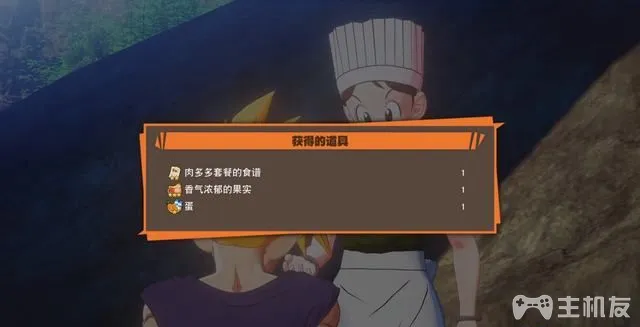 获得的道具
肉多多套餐的食谱 1
香气浓郁的果实 1
蛋 1
主机友